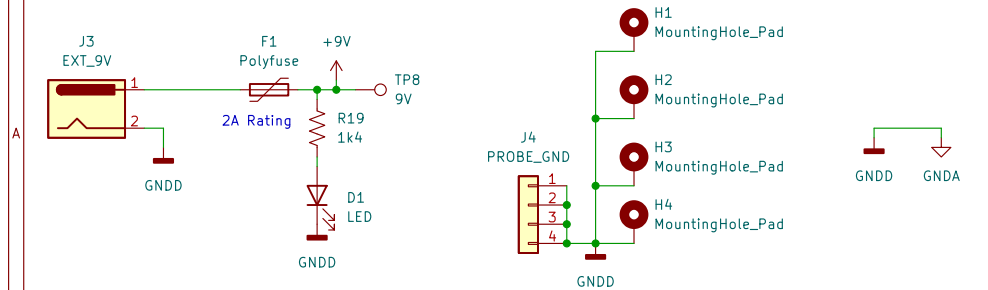 A
J3
EXT_9V
1
2
GNDD
F1
Polyfuse
2A Rating
+9V
TP8
9V
R19
1k4
D1
LED
GNDD
J4
PROBE_GND
1
2
3
4
GNDD
H1
MountingHole_Pad
H2
MountingHole_Pad
H3
MountingHole_Pad
H4
MountingHole_Pad
GNDD
GNDA